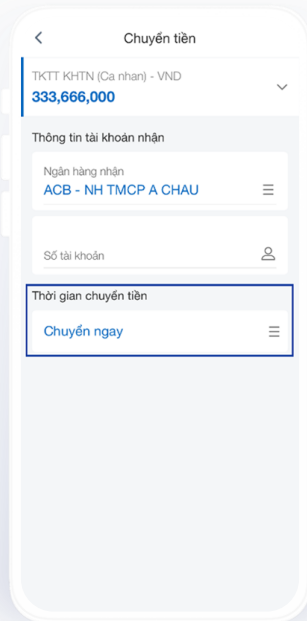 Chuyển tiền
TKTT KHTN (Ca nhan) - VND
333,666,000
Thông tin tài khoản nhận
Ngân hàng nhận
ACB - NH TMCP A CHAU
Số tài khoản
Thời gian chuyển tiền
Chuyển ngay